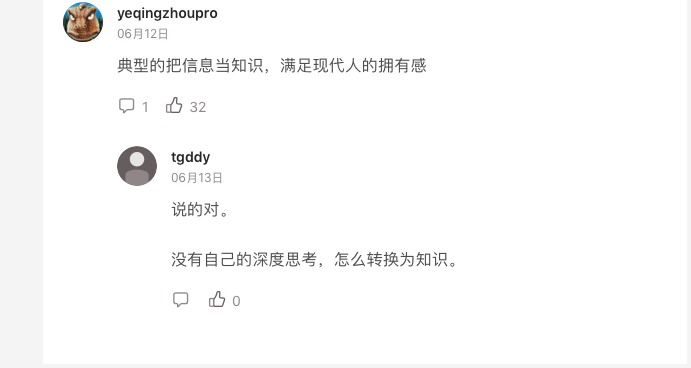 yeqingzhoupro
06月12日
典型的把信息当知识，满足现代人的拥有感
1 32
tgddy
06月13日
说的对。
没有自己的深度思考，怎么转换为知识。
0